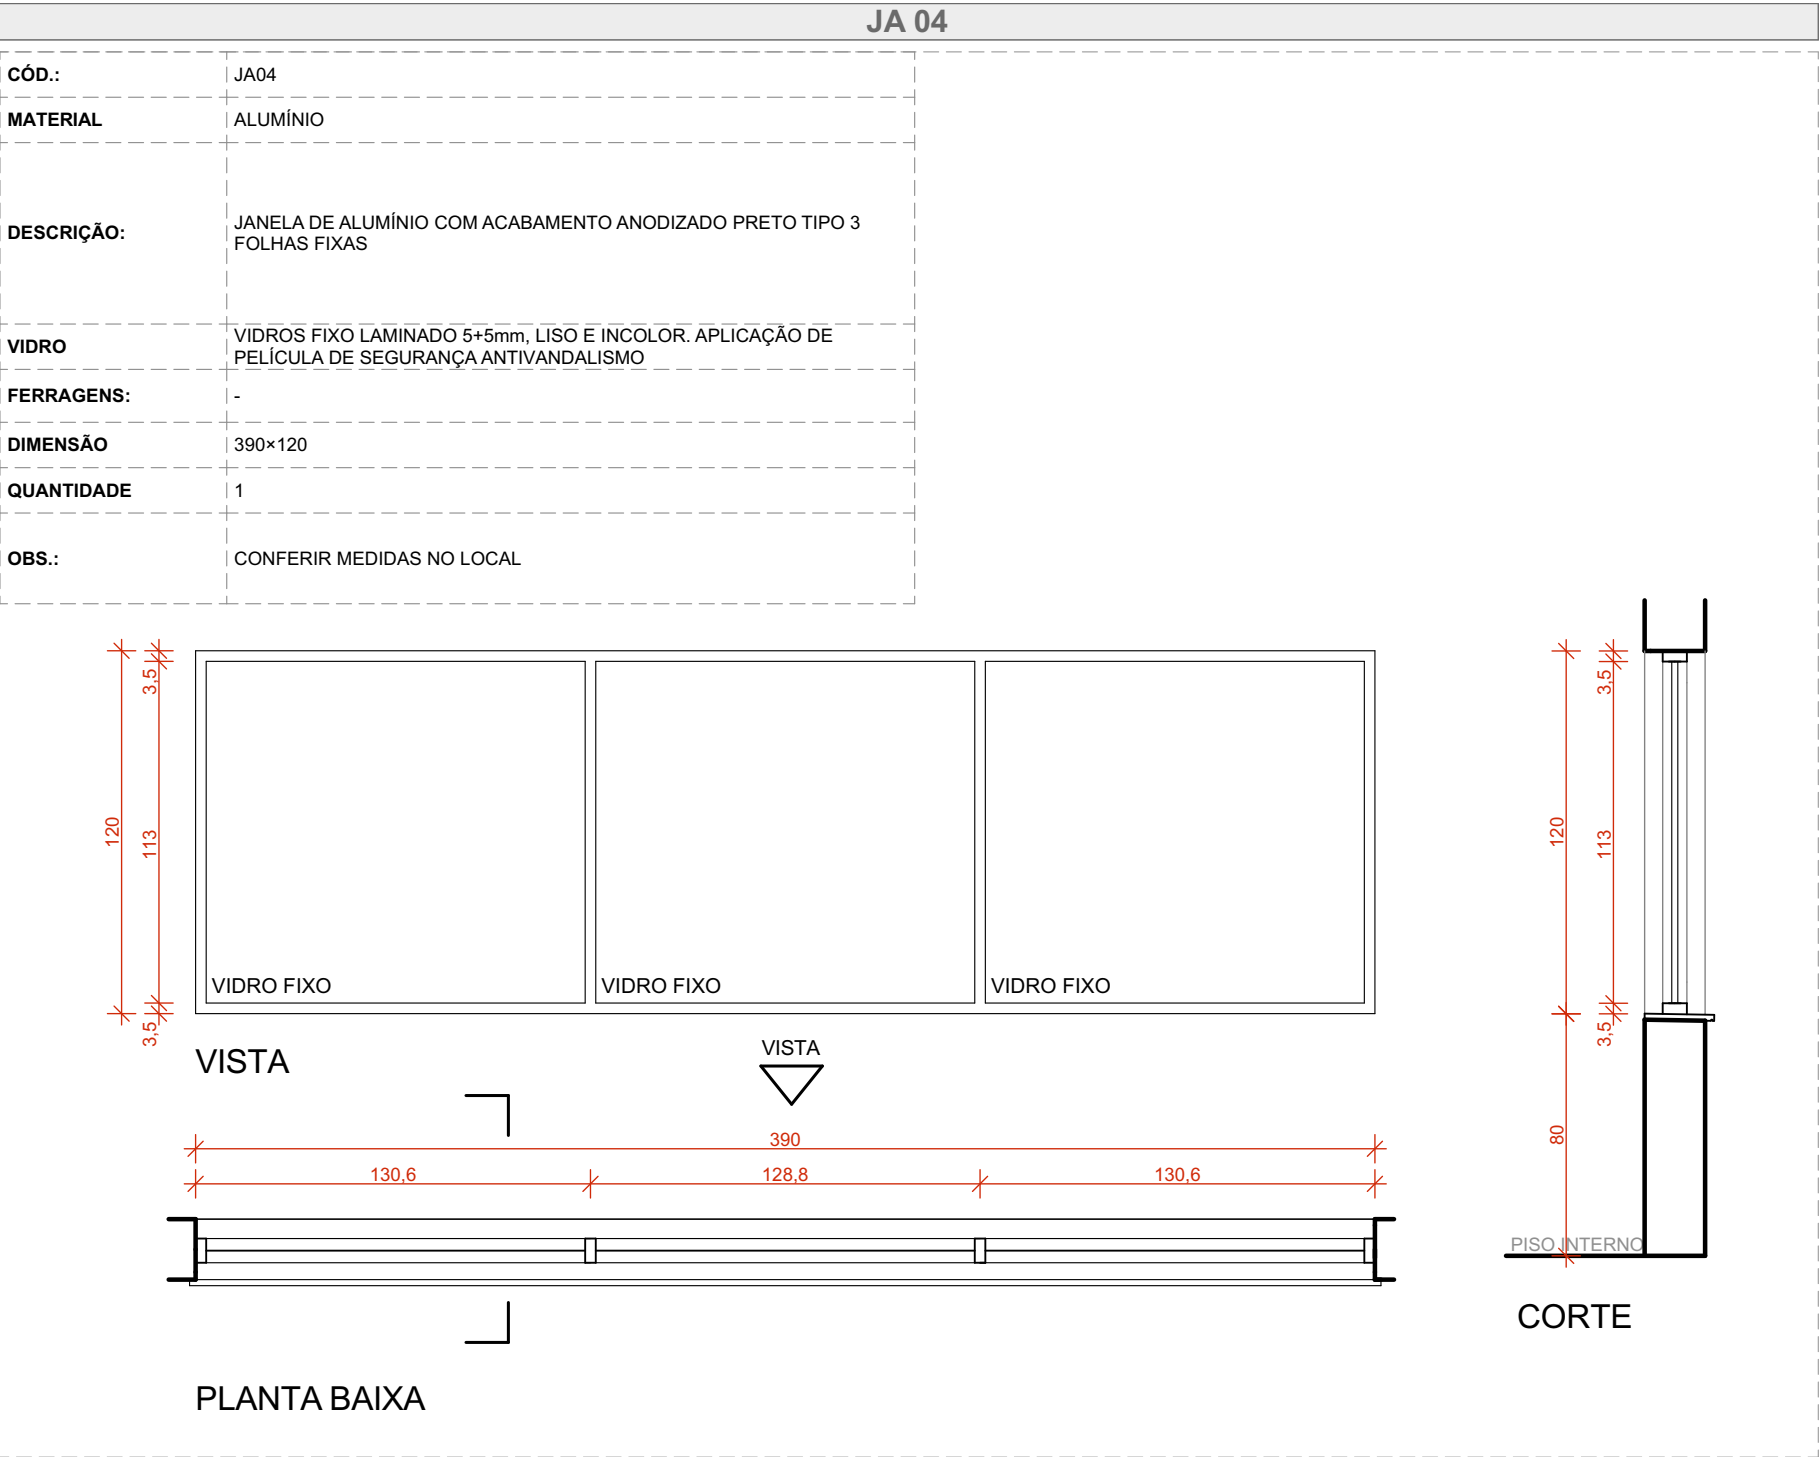 JA 04
CÓD.: JA04
MATERIAL ALUMÍNIO
DESCRIÇÃO: JANELA DE ALUMÍNIO COM ACABAMENTO ANODIZADO PRETO TIPO 3
FOLHAS FIXAS
VIDRO VIDROS FIXO LAMINADO 5+5mm, LISO E INCOLOR. APLICAÇÃO DE
PELÍCULA DE SEGURANÇA ANTIVANDALISMO
FERRAGENS: -
DIMENSÃO 390×120
QUANTIDADE 1
OBS.: CONFERIR MEDIDAS NO LOCAL
3,5
120
113
3,5
VIDRO FIXO
VIDRO FIXO
VIDRO FIXO
VISTA
VISTA
390
130,6
128,8
130,6
PLANTA BAIXA
3,5
120
113
3,5
80
PISO INTERNO
CORTE